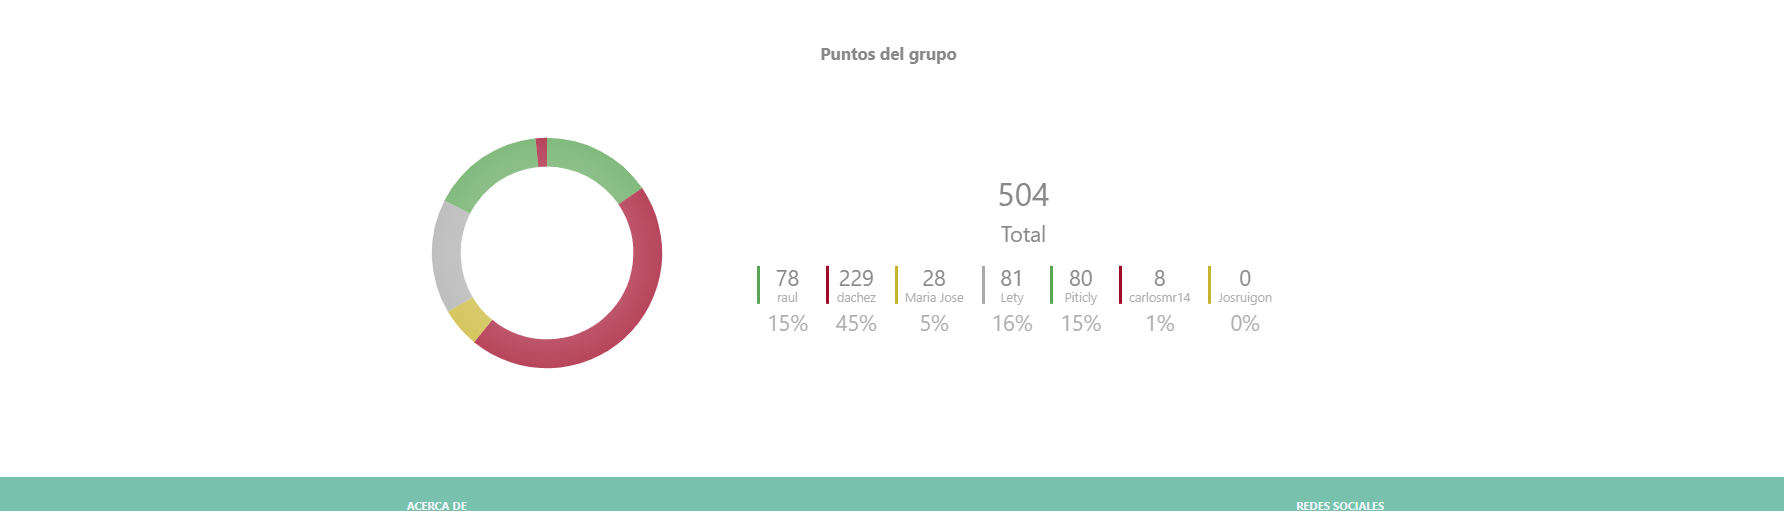 Puntos del grupo
504
Total
78 229 28 81 80 8 0
raul dachez Maria Jose Lety Piticly carlosmr14 Josruigon
15% 45% 5% 16% 15% 1% 0%
ACERCA DE REDES SOCIALES